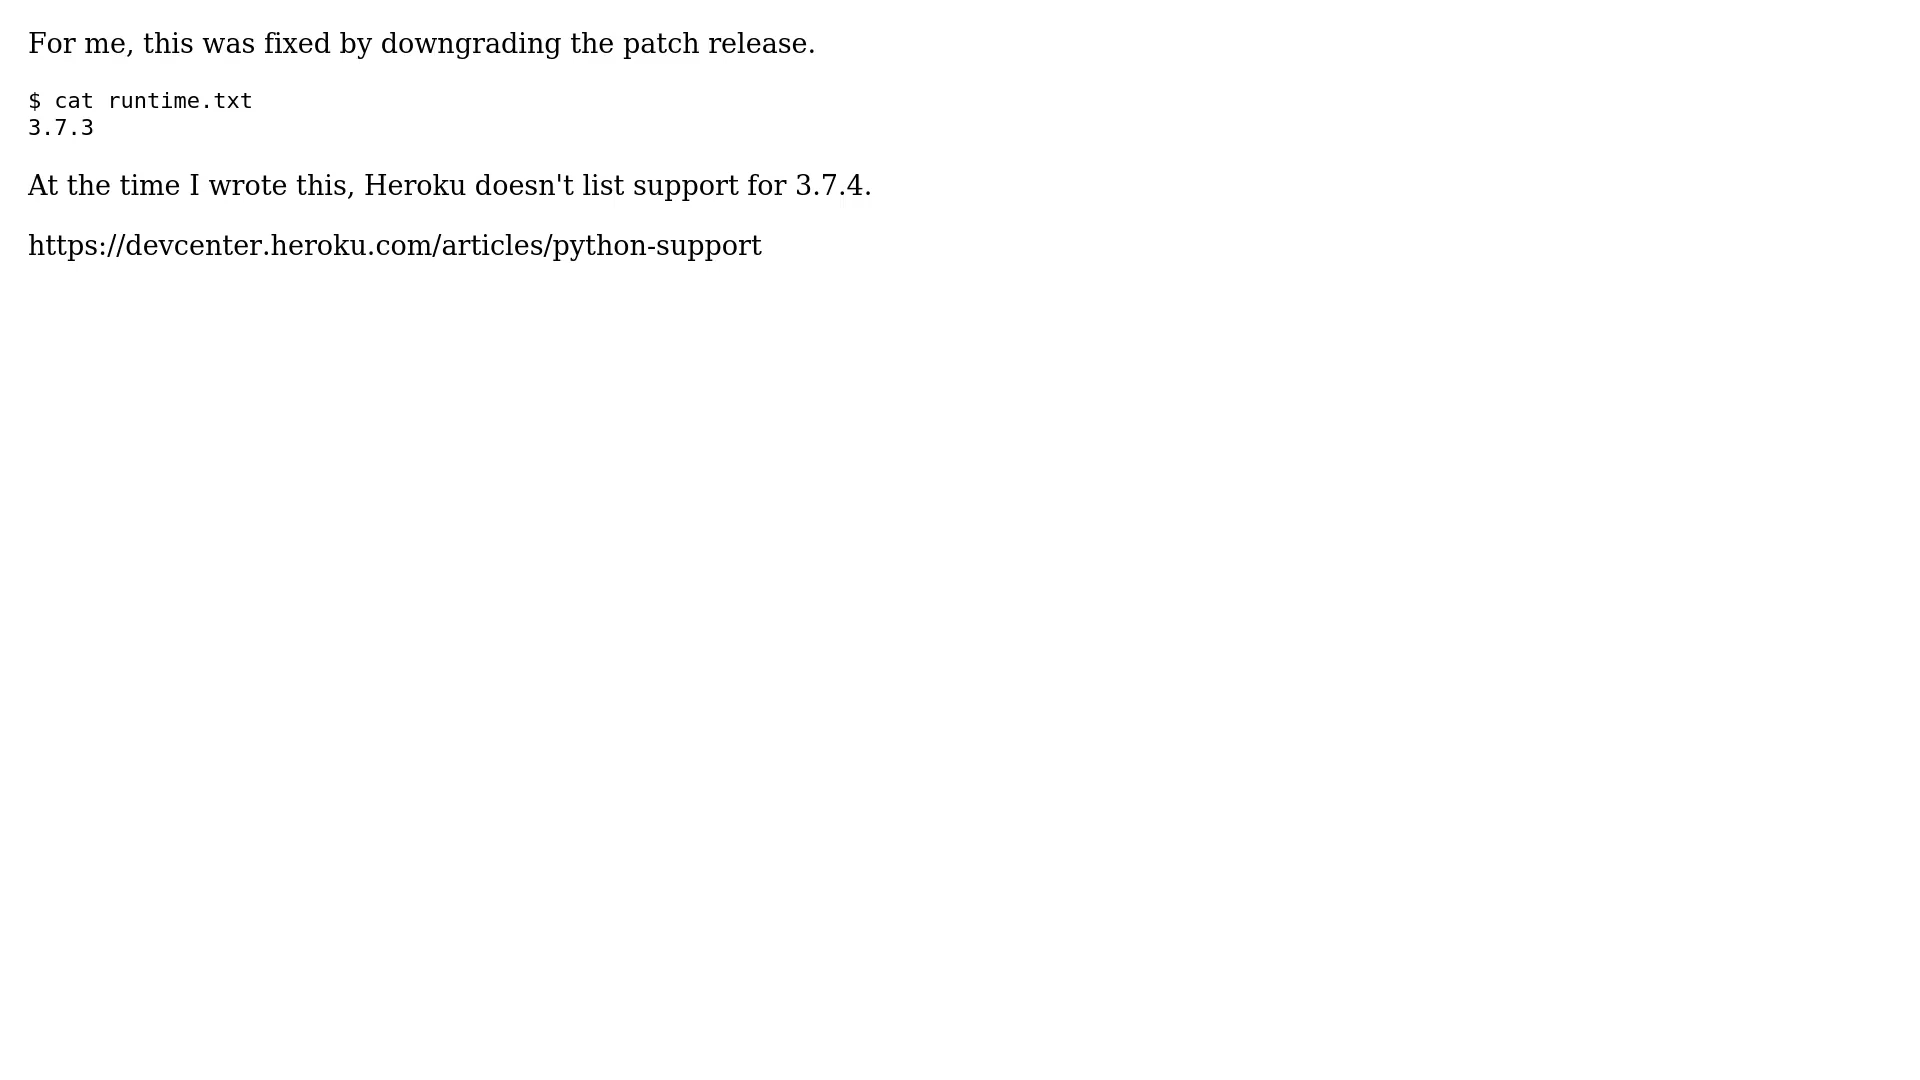 For me, this was fixed by downgrading the patch release.
$ cat runtime.txt
3.7.3
At the time I wrote this, Heroku doesn't list support for 3.7.4.
https://devcenter.heroku.com/articles/python-support